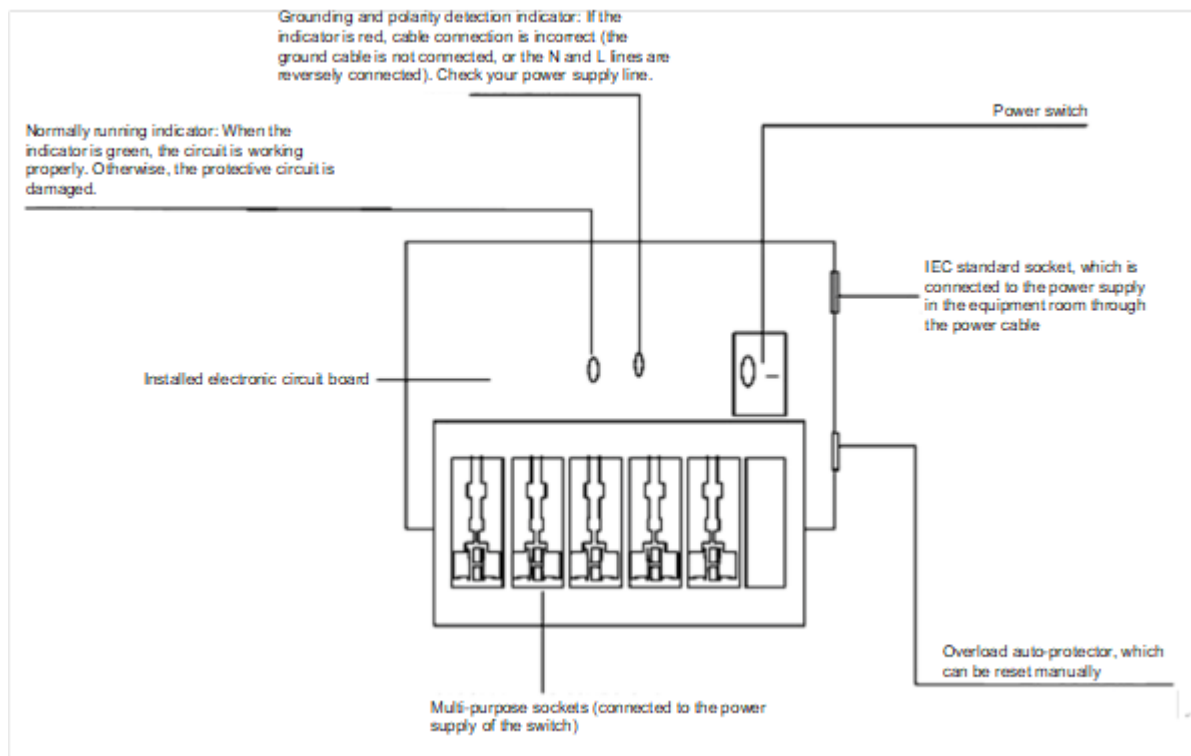 Grounding and polarity detection indicator: If the
indicator is red, cable connection is incorrect (the
ground cable is not connected, or the N and L lines are
reversely connected). Check your power supply line.
Power switch
Normally running indicator: When the
indicator is green, the circuit is working
properly. Otherwise, the protective circuit is
damaged.
IEC standard socket, which is
connected to the power supply
in the equipment room through
the power cable
Installed electronic circuit board
Overload auto-protector, which
can be reset manually
Multi-purpose sockets (connected to the power
supply of the switch)